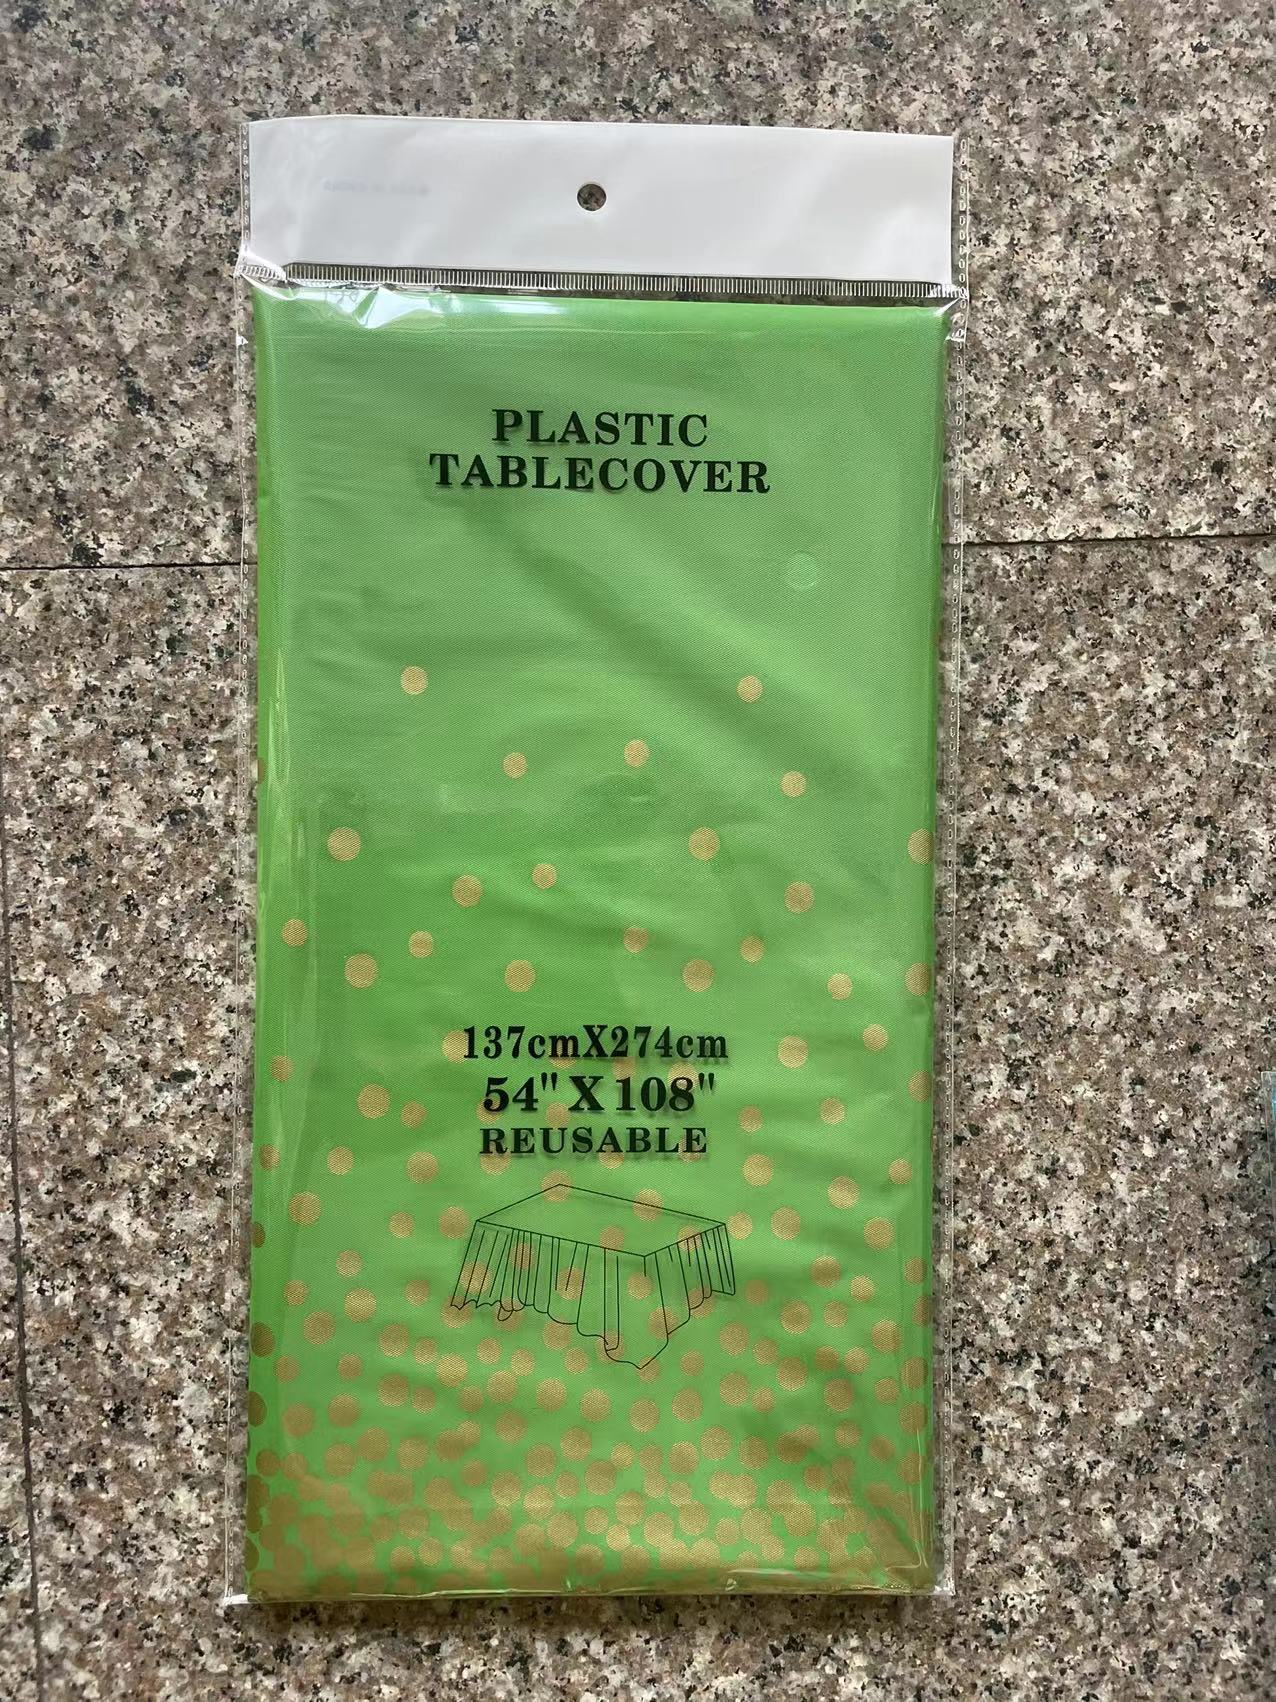 PLASTIC
TABLECOVER
137cmX274cm
54" X 108"
REUSABLE